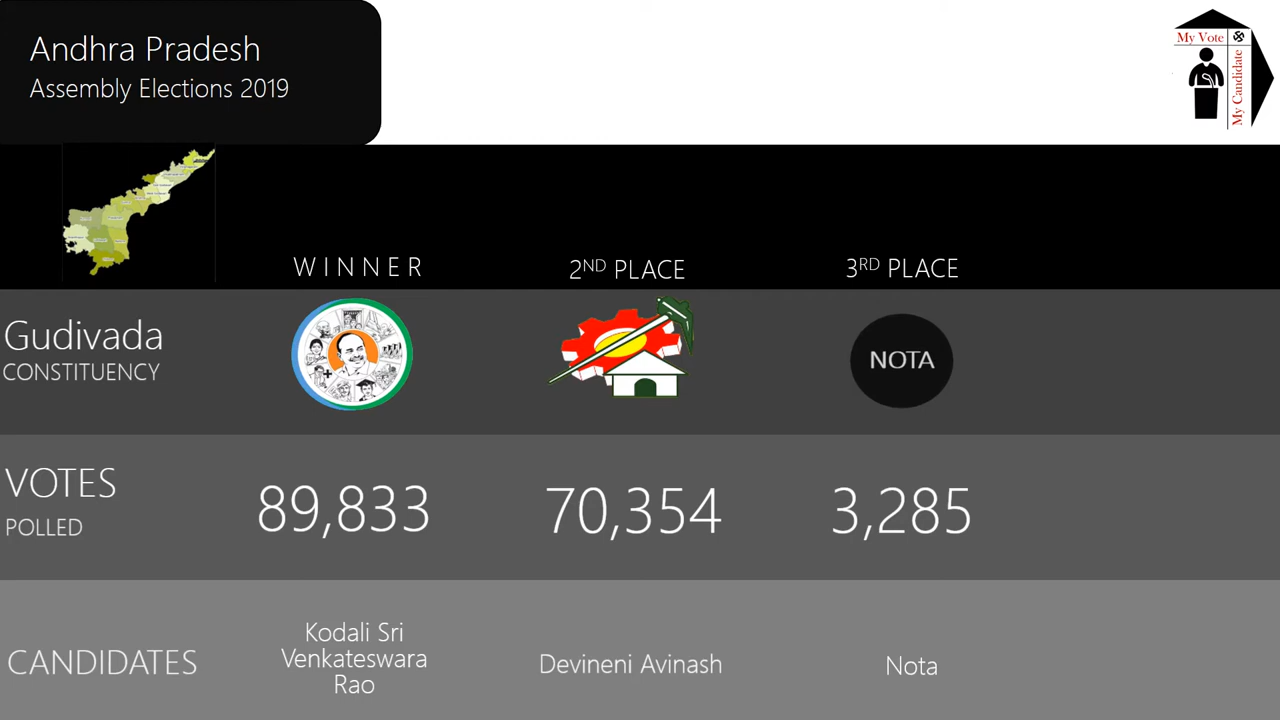 Andhra Pradesh
Assembly Elections 2019
My Vote
My Candidate
WINNER
2ND PLACE
3RD PLACE
Gudivada
CONSTITUENCY
NOTA
VOTES
POLLED
89,833
70,354
3,285
CANDIDATES
Kodali Sri
Venkateswara
Rao
Devineni Avinash
Nota